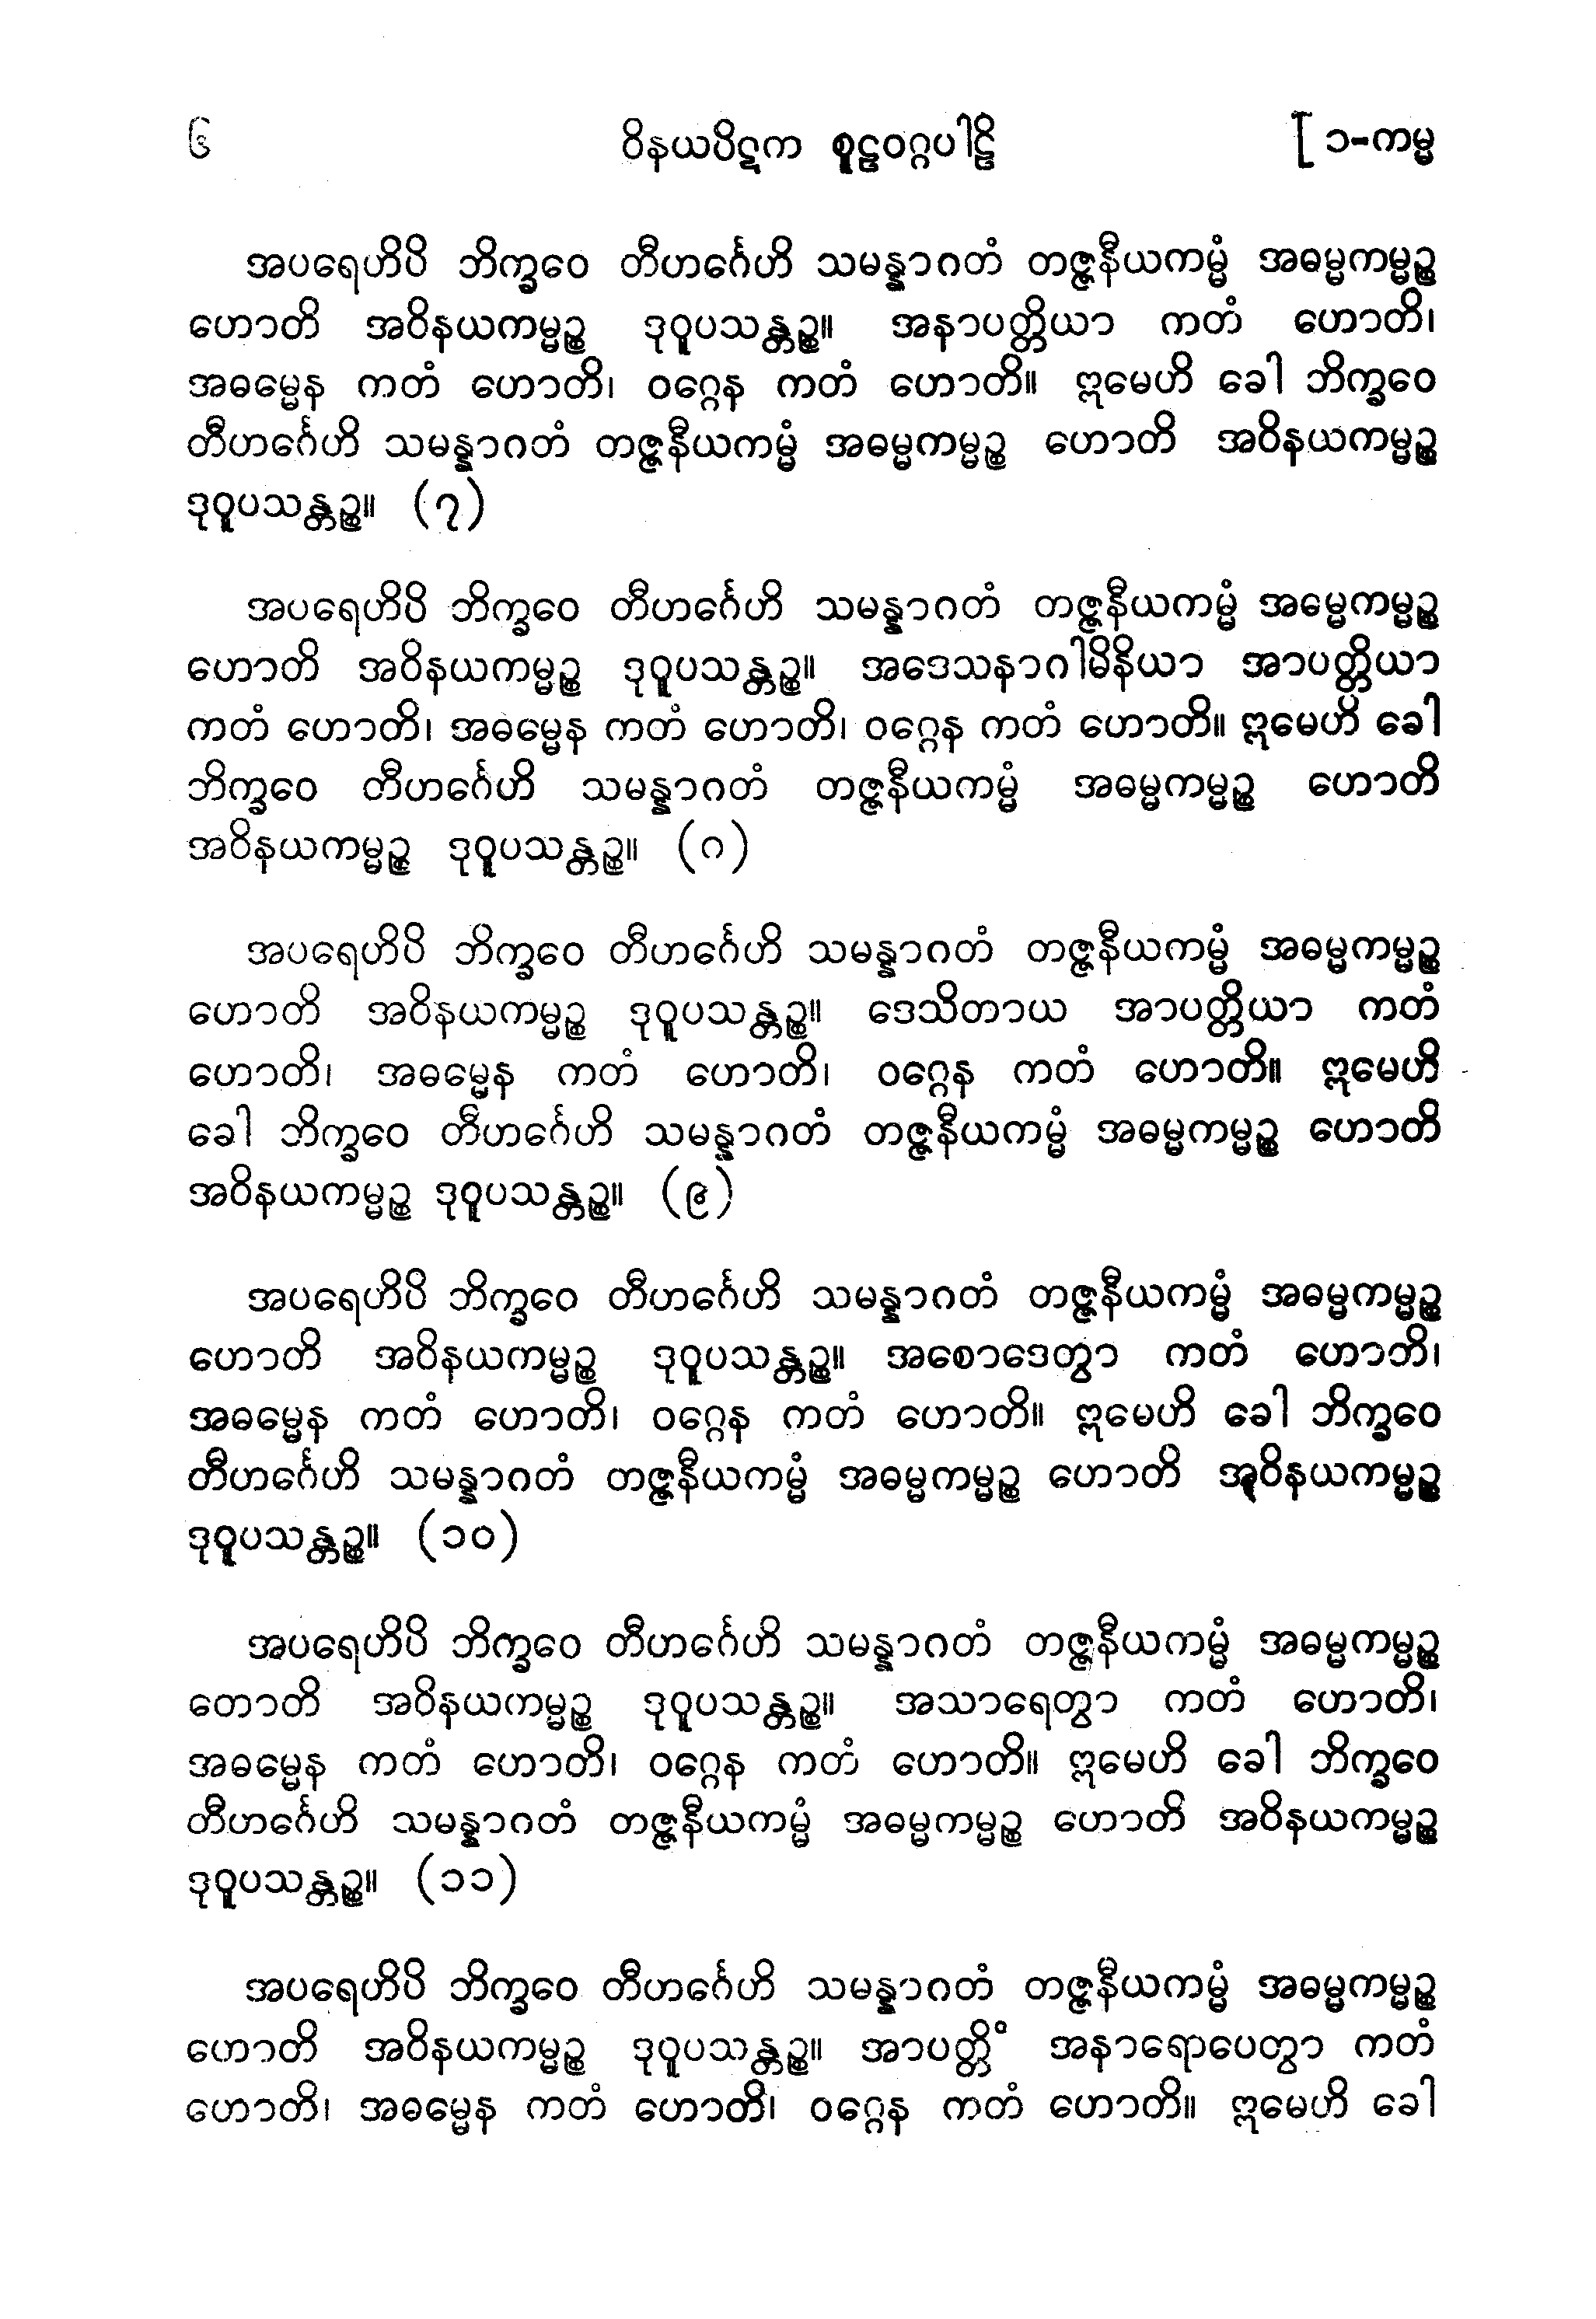 ၆ ဝိနယပိဋက စူဠဝဂ္ဂပါဠိ [ ၁-ကမ္မ
အပရေဟိပိ ဘိက္ခဝေ တီဟင်္ဂေဟိ သမန္နာဂတံ တဇ္ဇနီယကမ္မံ အဓမ္မကမ္မဉ္စ
ဟောတိ အဝိနယကမ္မဉ္စ ဒုဝူပသန္တဉ္စ။ အနာပတ္တိယာ ကတံ ဟောတိ၊
အဓမ္မေန ကတံ ဟောတိ၊ ဝဂ္ဂေန ကတံ ဟောတိ။ ဣမေဟိ ခေါ ဘိက္ခဝေ
တီဟင်္ဂေဟိ သမန္နာဂတံ တဇ္ဇနီယကမ္မံ အဓမ္မကမ္မဉ္စ ဟောတိ အဝိနယကမ္မဉ္စ
ဒုဝူပသန္တဉ္စ။ (၇)
အပရေဟိပိ ဘိက္ခဝေ တီဟင်္ဂေဟိ သမန္နာဂတံ တဇ္ဇနီယကမ္မံ အမ္မေကမ္မဉ္စ
ဟောတိ အဝိနယကမ္မဉ္စ ဒုဝူပသန္တဉ္စ။ အဒေသနာဂါမိနိယာ အာပတ္တိယာ
ကတံ ဟောတိ၊ အဓမ္မေန ကတံ ဟောတိ၊ ဝဂ္ဂေန ကတံ ဟောတိ။ ဣမေဟိ ခေါ
ဘိက္ခဝေ တီဟင်္ဂေဟိ သမန္နာဂတံ တဇ္ဇနီယကမ္မံ အဓမ္မကမ္မဉ္စ ဟောတိ
အဝိနယကမ္မဉ္စ ဒုဝူပသန္တဉ္စ။ (၈)
အပရေဟိပိ ဘိက္ခဝေ တီဟင်္ဂေဟိ သမန္နာဂတံ တဇ္ဇနီယကမ္မံ အဓမ္မကမ္မဉ္စ
ဟောတိ အဝိနယကမ္မဉ္စ ဒုဝူပသန္တဉ္စ။ ဒေသိတာယ အာပတ္တိယာ ကတံ
ဟောတိ၊ အဓမ္မေန ကတံ ဟောတိ၊ ဝဂ္ဂေန ကတံ ဟောတိ။ ဣမေဟိ
ခေါ ဘိက္ခဝေ တီဟင်္ဂေဟိ သမန္နာဂတံ တဇ္ဇနီယကမ္မံ အဓမ္မကမ္မဉ္စ ဟောတိ
အဝိနယကမ္မဉ္စ ဒုဝူပသန္တဉ္စ။ (၉)
အပရေဟိပိ ဘိက္ခဝေ တီဟင်္ဂေဟိ သမန္နာဂတံ တဇ္ဇနီယကမ္မံ အဓမ္မကမ္မဉ္စ
ဟောတိ အဝိနယကမ္မဉ္စ ဒုဝူပသန္တဉ္စ။ အစောဒေတွာ ကတံ ဟောတိ၊
အဓမ္မေန ကတံ ဟောတိ၊ ဝဂ္ဂေန ကတံ ဟောတိ။ ဣမေဟိ ခေါ ဘိက္ခဝေ
တီဟင်္ဂေဟိ သမန္နာဂတံ တဇ္ဇနီယကမ္မံ အဓမ္မကမ္မဉ္စ ဟောတိ အဝိနယကမ္မဉ္စ
ဒုဝူပသန္တဉ္စ။ (၁၀)
အပရေဟိပိ ဘိက္ခဝေ တီဟင်္ဂေဟိ သမန္နာဂတံ တဇ္ဇနီယကမ္မံ အဓမ္မကမ္မဉ္စ
တောတိ အဝိနယကမ္မဉ္စ ဒုဝူပသန္တဉ္စ။ အသာရေတွာ ကတံ ဟောတိ၊
အဓမ္မေန ကတံ ဟောတိ၊ ဝဂ္ဂေန ကတံ ဟောတိ။ ဣမေဟိ ခေါ ဘိက္ခဝေ
တီဟင်္ဂေဟိ သမန္နာဂတံ တဇ္ဇနီယကမ္မံ အဓမ္မကမ္မဉ္စ ဟောတိ အဝိနယကမ္မဉ္စ
ဒုဝူပသန္တဉ္စ။ (၁၁)
အပရေဟိပိ ဘိက္ခဝေ တီဟင်္ဂေဟိ သမန္နာဂတံ တဇ္ဇနီယကမ္မံ အဓမ္မကမ္မဉ္စ
ဟောတိ အဝိနယကမ္မဉ္စ ဒုဝူပသန္တဉ္စ။ အာပတ္တိံ အနာရောပေတွာ ကတံ
ဟောတိ၊ အဓမ္မေန ကတံ ဟောတိ၊ ဝဂ္ဂေန ကတံ ဟောတိ။ ဣမေဟိ ခေါ